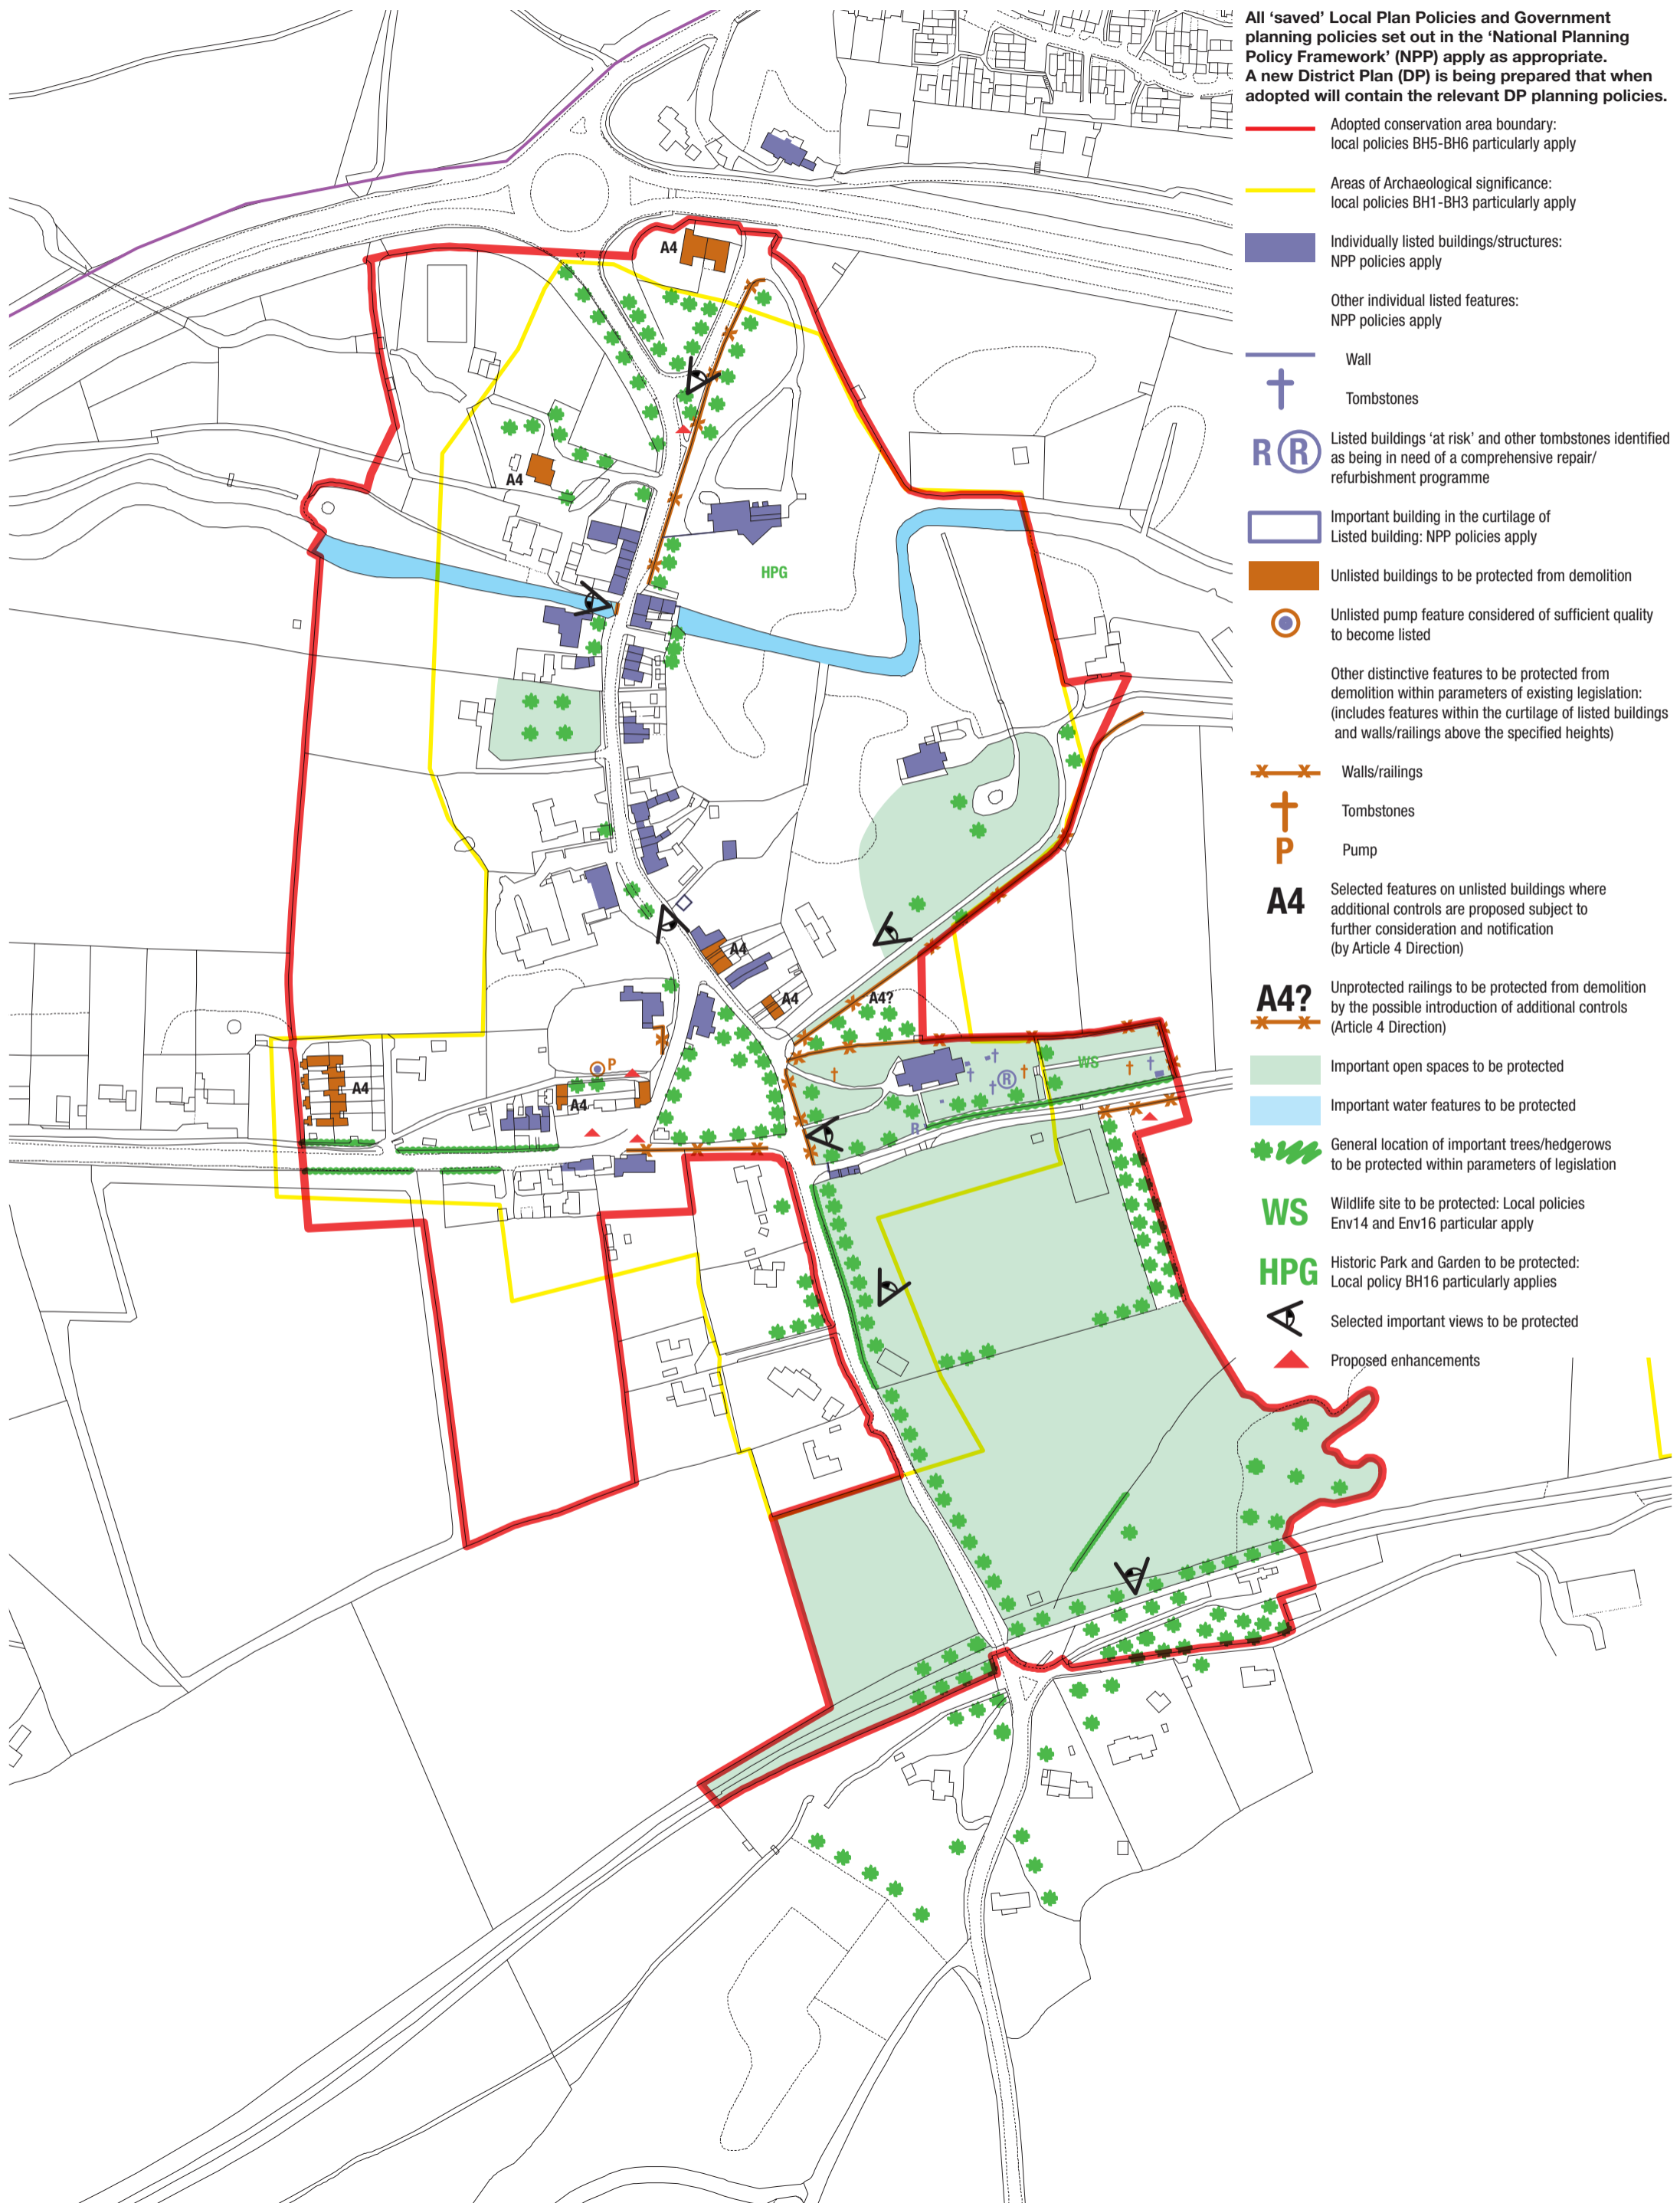 All ‘saved’ Local Plan Policies and Government
planning policies set out in the ‘National Planning
Policy Framework’ (NPP) apply as appropriate.
A new District Plan (DP) is being prepared that when
adopted will contain the relevant DP planning policies.
Adopted conservation area boundary:
local policies BH5-BH6 particularly apply
Areas of Archaeological significance:
local policies BH1-BH3 particularly apply
Individually listed buildings/structures:
NPP policies apply
Other individual listed features:
NPP policies apply
Wall
Tombstones
R R Listed buildings ‘at risk’ and other tombstones identified
as being in need of a comprehensive repair/
refurbishment programme
Important building in the curtilage of
Listed building: NPP policies apply
Unlisted buildings to be protected from demolition
Unlisted pump feature considered of sufficient quality
to become listed
Other distinctive features to be protected from
demolition within parameters of existing legislation:
(includes features within the curtilage of listed buildings
and walls/railings above the specified heights)
Walls/railings
Tombstones
P Pump
A4 Selected features on unlisted buildings where
additional controls are proposed subject to
further consideration and notification
(by Article 4 Direction)
A4? Unprotected railings to be protected from demolition
by the possible introduction of additional controls
(Article 4 Direction)
Important open spaces to be protected
Important water features to be protected
General location of important trees/hedgerows
to be protected within parameters of legislation
WS Wildlife site to be protected: Local policies
Env14 and Env16 particular apply
HPG Historic Park and Garden to be protected:
Local policy BH16 particularly applies
Selected important views to be protected
Proposed enhancements
A4
A4
HPG
A4
A4
A4?
P
WS
R
A4
A4
R